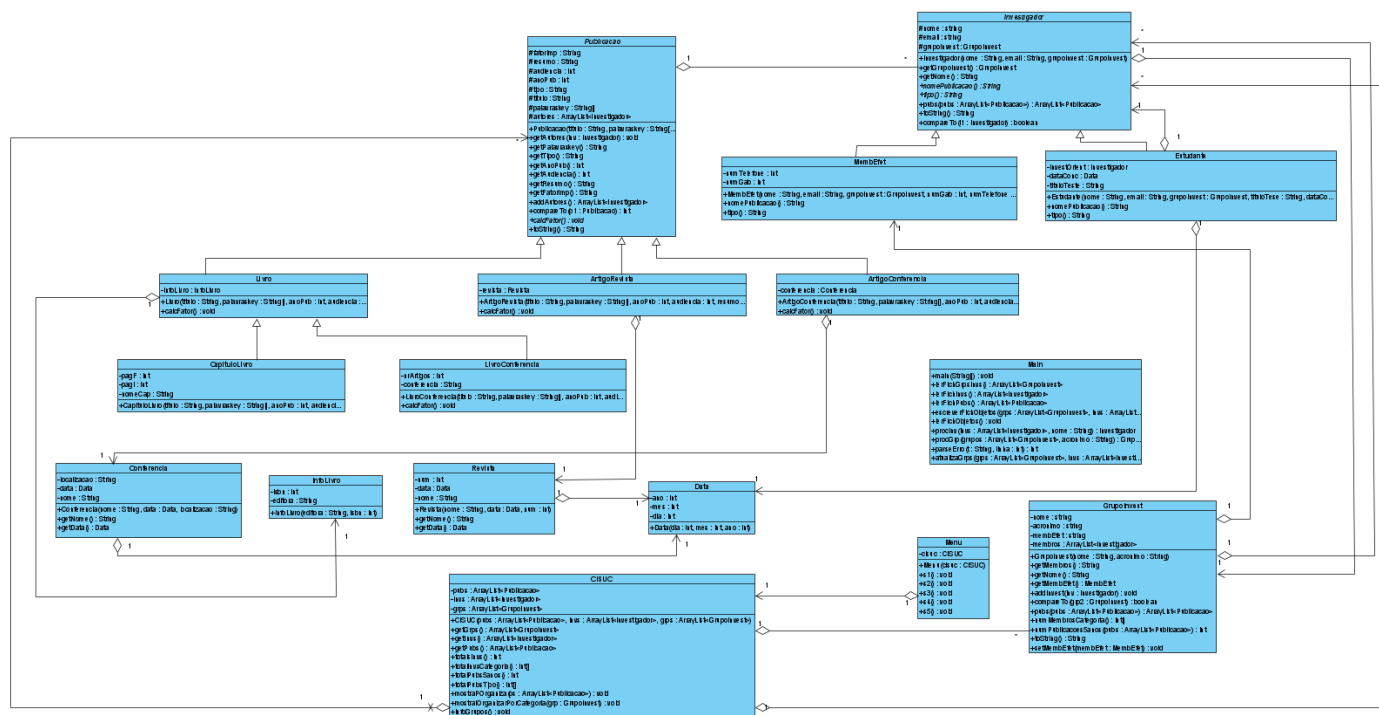 Investigador
#nome : string
#email : string
#grupoInvest : GrupoInvest
+Investigador(nome : String, email : String, grupoInvest : GrupoInvest)
+getGrupoInvest() : GrupoInvest
+getNome() : String
+nomePublicacao() : String
+tipo() : String
+pubs(pubs : ArrayList<Publicacao>) : ArrayList<Publicacao>
+toString() : String
+compareTo(i1 : Investigador) : boolean
Publicacao
#fatorImp : String
#resumo : String
#audiencia : int
#anoPub : int
#tipo : String
#titulo : String
#palavraskey : String[]
#autores : ArrayList<Investigador>
+Publicacao(titulo : String, palavraskey : String[...
+getAutores(inv : Investigador) : void
+getPalavraskey() : String
+getTipo() : String
+getAnoPub() : int
+getAudiencia() : int
+getResumo() : String
+getFatorImp() : String
+addAutores() : ArrayList<Investigador>
+compareTo(p1 : Publicacao) : int
+calcFator() : void
+toString() : String
MembEfet
-numTelefone : int
-numGab : int
+MembEfet(nome : String, email : String, grupoInvest : GrupoInvest, numGab : int, numTelefone ...
+nomePublicacao() : String
+tipo() : String
Estudante
-investOrient : Investigador
-dataConc : Data
-tituloTeste : String
+Estudante(nome : String, email : String, grupoInvest : GrupoInvest, tituloTese : String, dataCo...
+nomePublicacao() : String
+tipo() : String
Livro
-infoLivro : InfoLivro
+Livro(titulo : String, palavraskey : String[], anoPub : int, audiencia : ...
+calcFator() : void
ArtigoRevista
-revista : Revista
+ArtigoRevista(titulo : String, palavraskey : String[], anoPub : int, audiencia : int, resumo...
+calcFator() : void
ArtigoConferencia
-conferencia : Conferencia
+ArtigoConferencia(titulo : String, palavraskey : String[], anoPub : int, audiencia...
+calcFator() : void
CapituloLivro
-pagF : int
-pagI : int
-nomeCap : String
+CapituloLivro(titulo : String, palavraskey : String[], anoPub : int, audienci...
LivroConferencia
-nrArtigos : int
-conferencia : String
+LivroConferencia(titulo : String, palavraskey : String[], anoPub : int, audi...
+calcFator() : void
Main
+main(String[]) : void
+lerFichGrpsInvs() : ArrayList<GrupoInvest>
+lerFichInvs() : ArrayList<Investigador>
+lerFichPubs() : ArrayList<Publicacao>
+escreverFichObjetos(grps : ArrayList<GrupoInvest>, invs : ArrayList...
+lerFichObjetos() : void
+procInv(invs : ArrayList<Investigador>, nome : String) : Investigador
+procGrp(grupos : ArrayList<GrupoInvest>, acronimo : String) : Grup...
+parseErro(i : String, linha : int) : int
+atualizaGrps(grps : ArrayList<GrupoInvest>, invs : ArrayList<Investi...
Conferencia
-localizacao : String
-data : Data
-nome : String
+Conferencia(nome : String, data : Data, localizacao : String)
+getNome() : String
+getData() : Data
InfoLivro
-isbn : int
-editora : String
+InfoLivro(editora : String, isbn : int)
Revista
-num : int
-data : Data
-nome : String
+Revista(nome : String, data : Data, num : int)
+getNome() : String
+getData() : Data
Data
-ano : int
-mes : int
-dia : int
+Data(dia : int, mes : int, ano : int)
GrupoInvest
-nome : string
-acronimo : string
-membEfet : string
-membros : ArrayList<Investigador>
+GrupoInvest(nome : String, acronimo : String)
+getMembros() : String
+getNome() : String
+getMembEfet() : MembEfet
+addInvest(inv : Investigador) : void
+compareTo(grp2 : GrupoInvest) : boolean
+pubs(pubs : ArrayList<Publicacao>) : ArrayList<Publicacao>
+numMembrosCategoria() : int[]
+numPublicacoes5anos(pubs : ArrayList<Publicacao>) : int
+toString() : String
+setMembEfet(membEfet : MembEfet) : void
Menu
-cisuc : CISUC
+Menu(cisuc : CISUC)
+s1() : void
+s2() : void
+s3() : void
+s4() : void
+s5() : void
CISUC
-pubs : ArrayList<Publicacao>
-invs : ArrayList<Investigador>
-grps : ArrayList<GrupoInvest>
+CISUC(pubs : ArrayList<Publicacao>, invs : ArrayList<Investigador>, grps : ArrayList<GrupoInvest>)
+getGrps() : ArrayList<GrupoInvest>
+getInvs() : ArrayList<Investigador>
+getPubs() : ArrayList<Publicacao>
+totalInvs() : int
+totalInvsCategoria() : int[]
+totalPubs5anos() : int
+totalPubsTipo() : int[]
+mostraPOrganiza(ps : ArrayList<Publicacao>) : void
+mostraOrganizarPorCategoria(grp : GrupoInvest) : void
+infoGrupos() : void